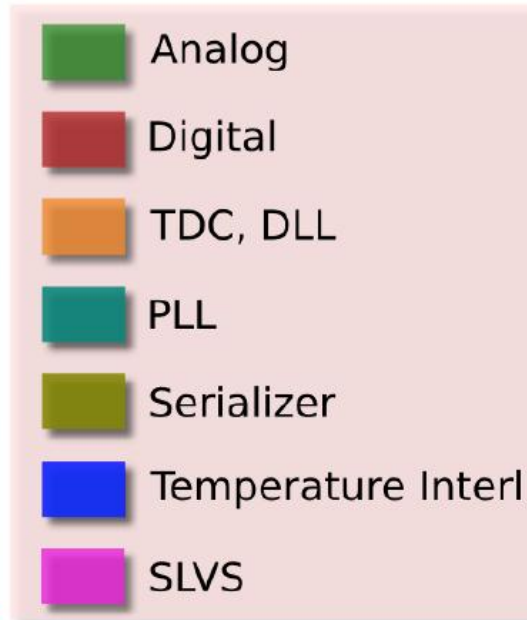 Analog
Digital
TDC, DLL
PLL
Serializer
Temperature Interl
SLVS